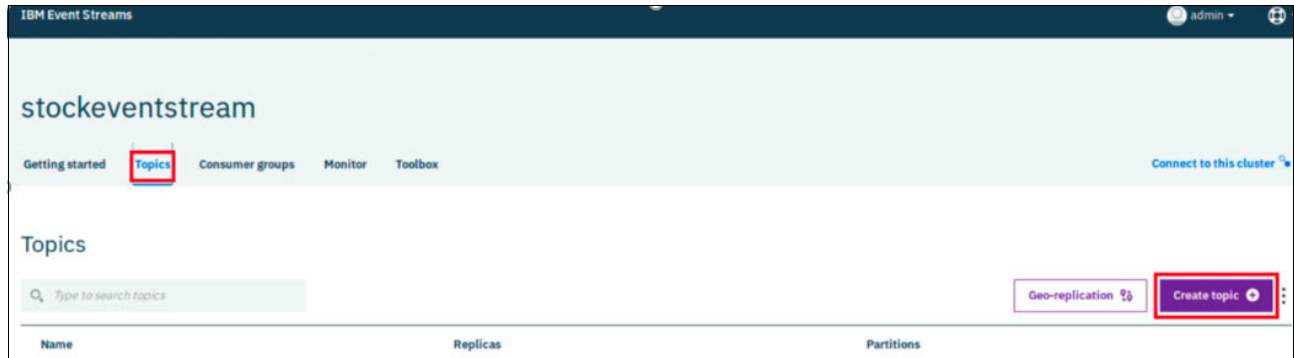 IBM Event Streams
admin
stockeventstream
Getting started Topics Consumer groups Monitor Toolbox
Connect to this cluster
Topics
Type to search topics
Geo-replication
Create topic
Name Replicas Partitions